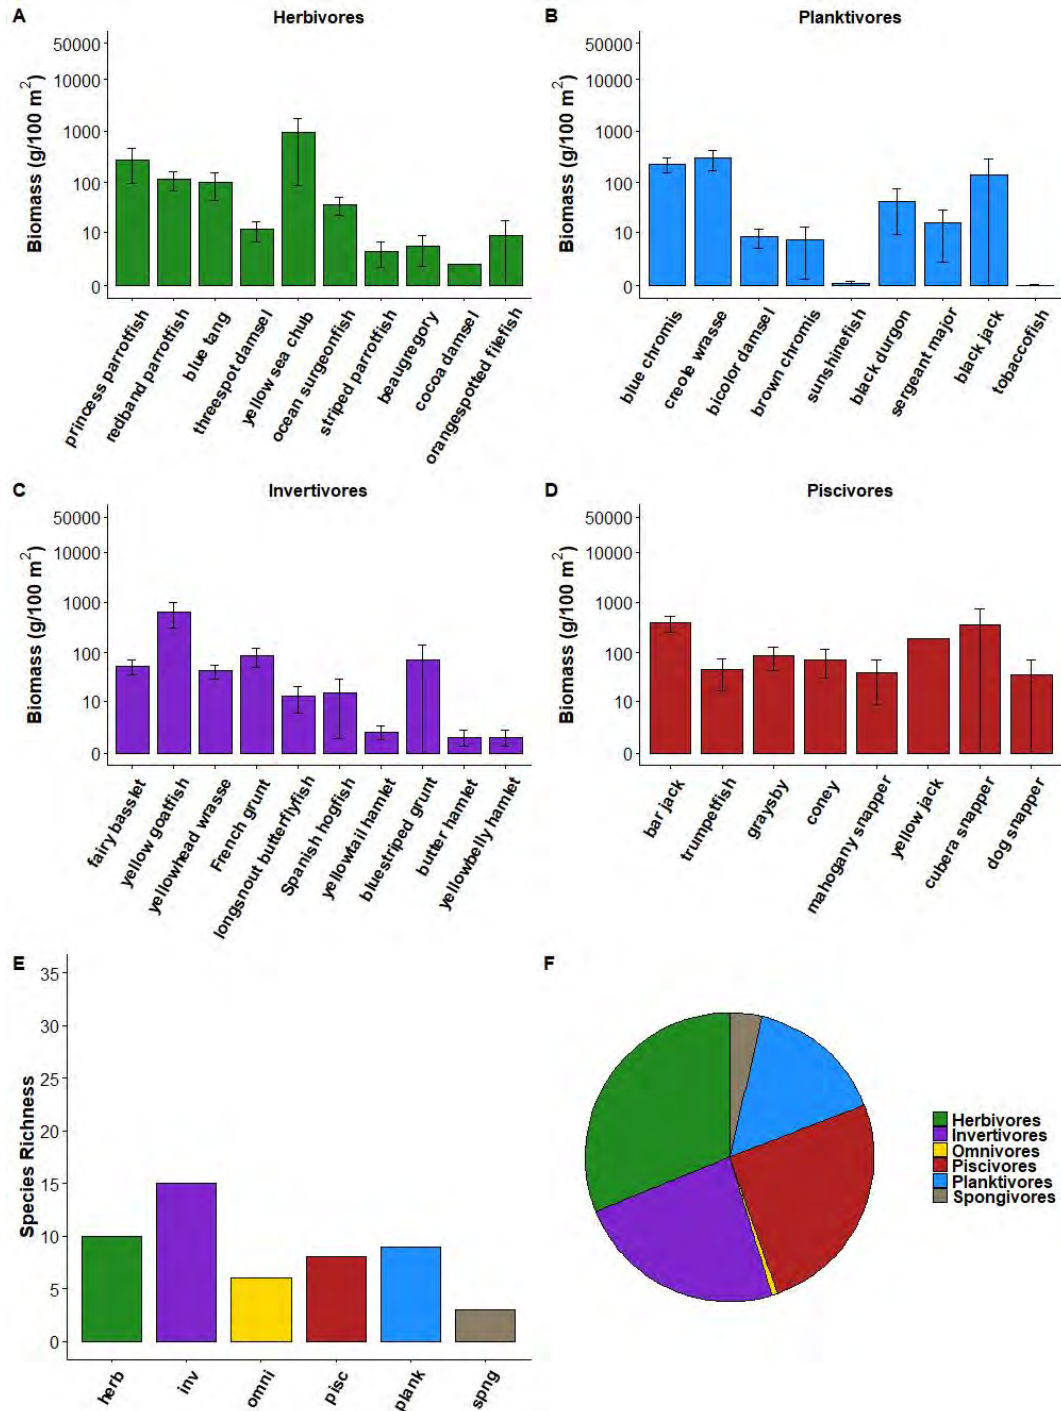 A
Herbivores
Biomass (g/100 m²)
50000
10000
1000
100
10
0
princess parrotfish
redband parrotfish
blue tang
threespot damsel
yellow sea chub
ocean surgeonfish
striped parrotfish
beaugregory
cocoa damsel
orangespotted filefish
B
Planktivores
Biomass (g/100 m²)
50000
10000
1000
100
10
0
blue chromis
creole wrasse
bicolor damsel
brown chromis
sunshinefish
black durgon
sergeant major
black jack
tobaccofish
C
Invertivores
Biomass (g/100 m²)
50000
10000
1000
100
10
0
fairy basslet
yellow goatfish
yellowhead wrasse
French grunt
longsnout butterflyfish
Spanish hogfish
yellowtail hamlet
bluestriped grunt
butter hamlet
yellowbelly hamlet
D
Piscivores
Biomass (g/100 m²)
50000
10000
1000
100
10
0
bar jack
trumpetfish
graysby
coney
mahogany snapper
yellow jack
cubera snapper
dog snapper
E
Species Richness
35
30
25
20
15
10
5
0
herb
inv
omni
pisc
plank
spng
F
Herbivores
Invertivores
Omnivores
Piscivores
Planktivores
Spongivores